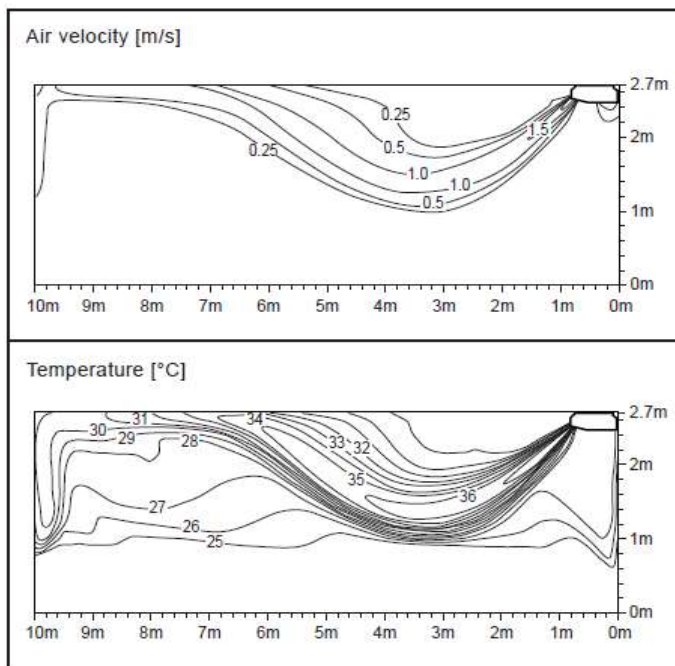 Air velocity [m/s]
2.7m
0.25
1.5
2m
0.5
0.25
1.0
1.0
0.5
1m
0m
10m 9m 8m 7m 6m 5m 4m 3m 2m 1m 0m
Temperature [°C]
2.7m
31 34
30 33
29 28 32
35 2m
36
27
26
25 1m
0m
10m 9m 8m 7m 6m 5m 4m 3m 2m 1m 0m